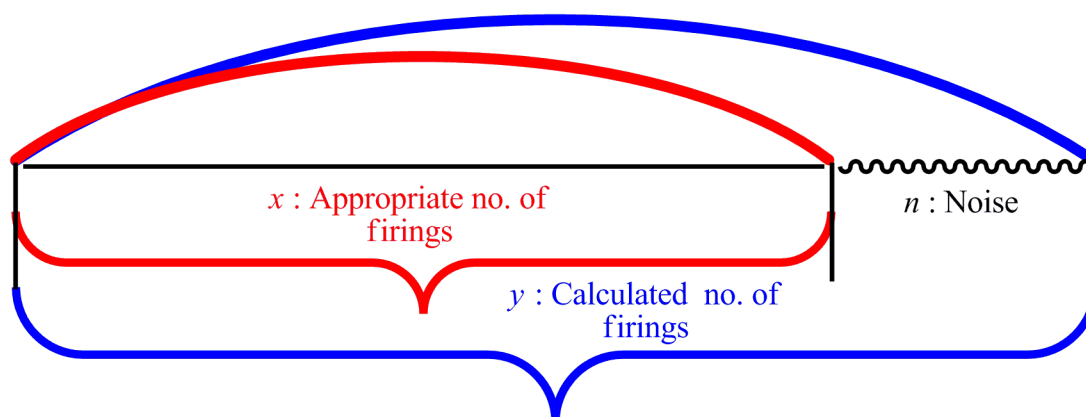 x : Appropriate no. of
firings
n : Noise
y : Calculated no. of
firings